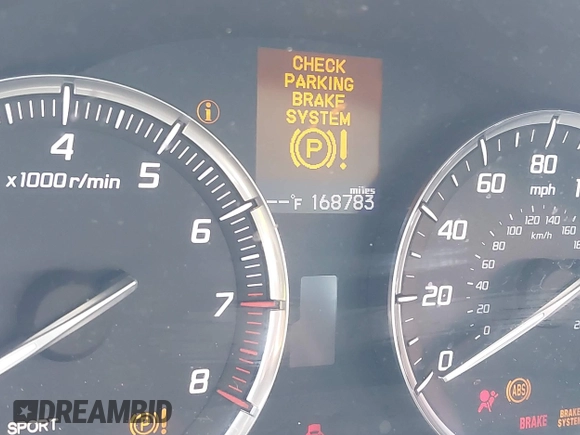 CHECK
PARKING
BRAKE
SYSTEM
(P)!
i
4
5
6
7
8
x1000r/min
miles
--°F 168783
SPORT
(P)!
80
60
40
20
0
mph
120 140
100 160
80
60
40
20
0
km/h
ABS
BRAKE
BRAKE
SYSTEM
DREAMBID